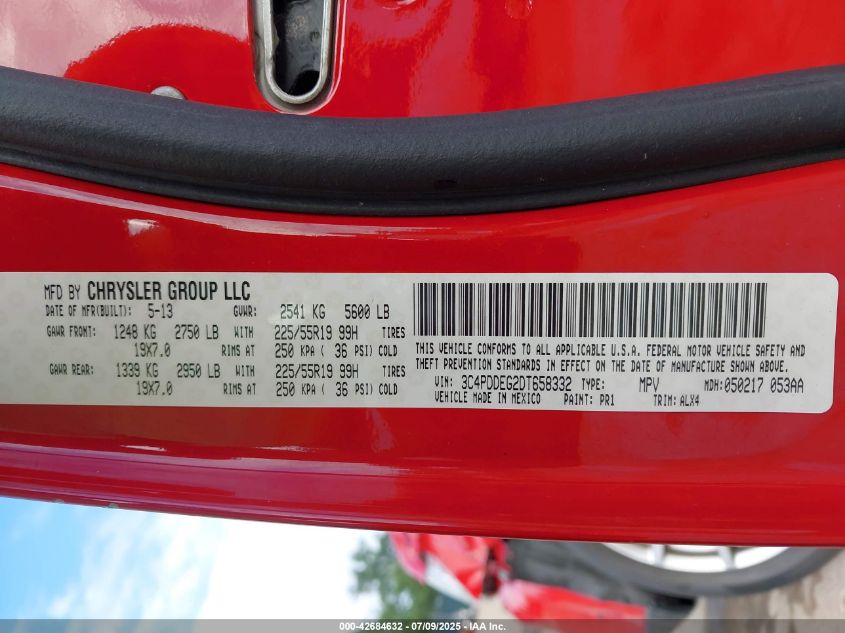 MFD BY CHRYSLER GROUP LLC
DATE OF MFR(BUILT): 5-13 GVWR: 2541 KG 5600 LB
GAWR FRONT: 1248 KG 2750 LB WITH 225/55R19 99H TIRES
19X7.0 RIMS AT 250 KPA ( 36 PSI) COLD
GAWR REAR: 1339 KG 2950 LB WITH 225/55R19 99H TIRES
19X7.0 RIMS AT 250 KPA ( 36 PSI) COLD
THIS VEHICLE CONFORMS TO ALL APPLICABLE U.S.A. FEDERAL MOTOR VEHICLE SAFETY AND
THEFT PREVENTION STANDARDS IN EFFECT ON THE DATE OF MANUFACTURE SHOWN ABOVE.
VIN: 3C4PDDEG2DT658332 TYPE: MPV MDH: 050217 053AA
VEHICLE MADE IN MEXICO PAINT: PR1 TRIM: ALX4
000-42684632 - 07/09/2025 - IAA Inc.